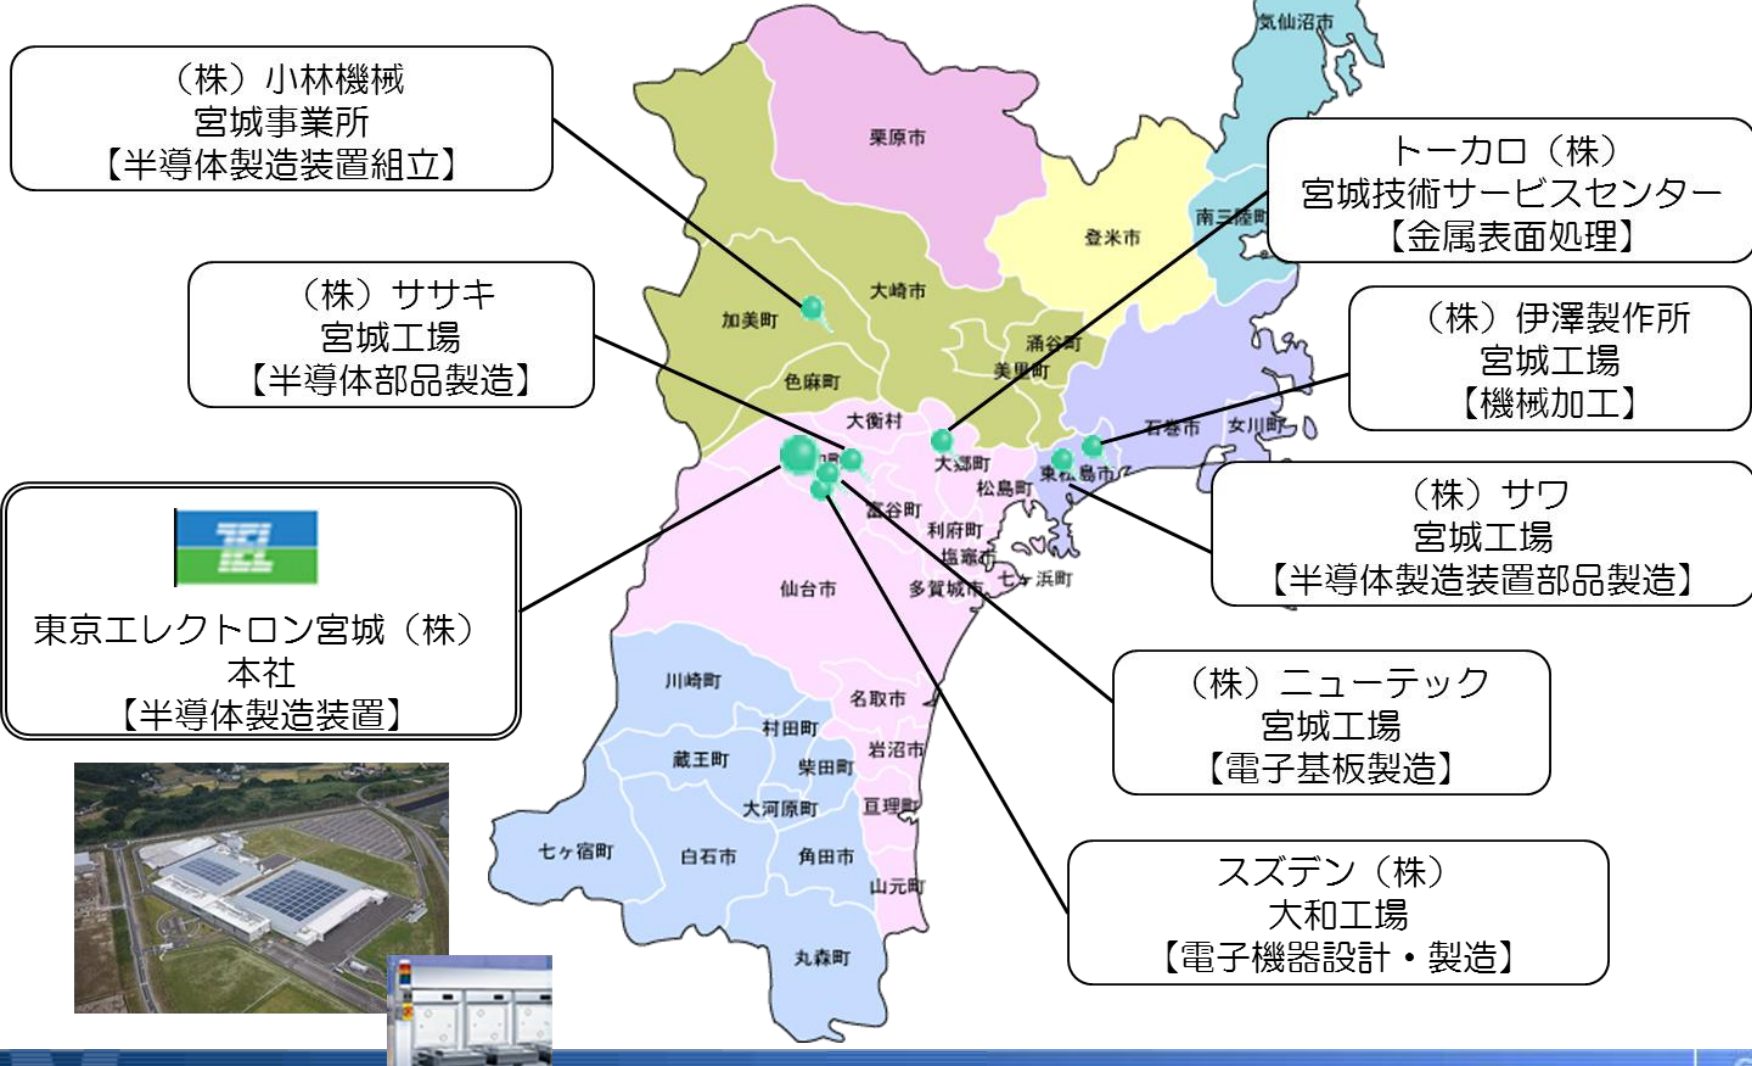 （株）小林機械
宮城事業所
【半導体製造装置組立】
（株）ササキ
宮城工場
【半導体部品製造】
TEL
東京エレクトロン宮城（株）
本社
【半導体製造装置】
トーカロ（株）
宮城技術サービスセンター
【金属表面処理】
（株）伊澤製作所
宮城工場
【機械加工】
（株）サワ
宮城工場
【半導体製造装置部品製造】
（株）ニューテック
宮城工場
【電子基板製造】
スズデン（株）
大和工場
【電子機器設計・製造】
気仙沼市
栗原市
南三陸町
登米市
大崎市
加美町
涌谷町
美里町
色麻町
大衡村
石巻市
女川町
大郷町
東松島市
松島町
富谷町
利府町
塩竈市
七ヶ浜町
仙台市
多賀城市
川崎町
名取市
村田町
岩沼市
蔵王町
柴田町
大河原町
亘理町
七ヶ宿町
白石市
角田市
山元町
丸森町